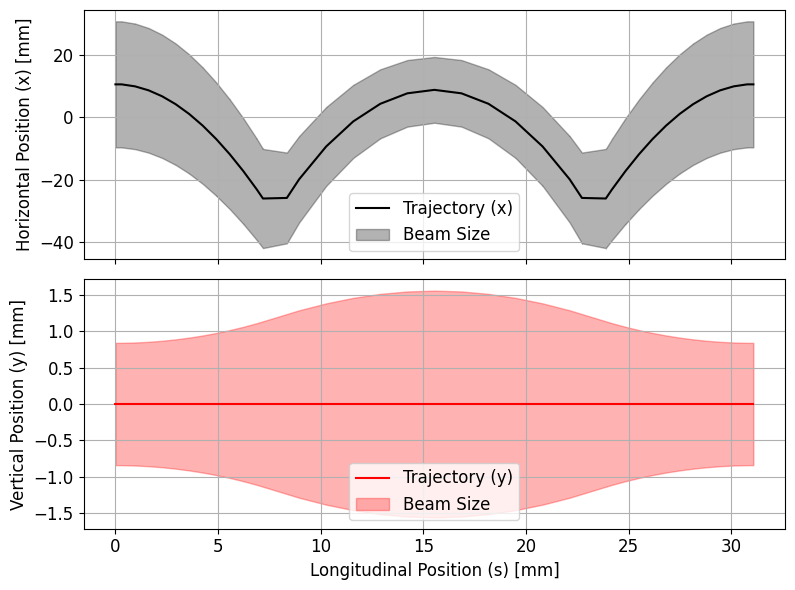 Horizontal Position (x) [mm]
20
0
−20
−40
Trajectory (x)
Beam Size
Vertical Position (y) [mm]
1.5
1.0
0.5
0.0
−0.5
−1.0
−1.5
Trajectory (y)
Beam Size
0 5 10 15 20 25 30
Longitudinal Position (s) [mm]